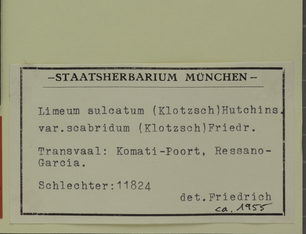 –STAATSHERBARIUM MÜNCHEN–
Limeum sulcatum (Klotzsch)Hutchins.
var.scabridum (Klotzsch)Friedr.
Transvaal: Komati-Poort, Ressano-
Garcia.
Schlechter:11824
det.Friedrich
ca. 1955